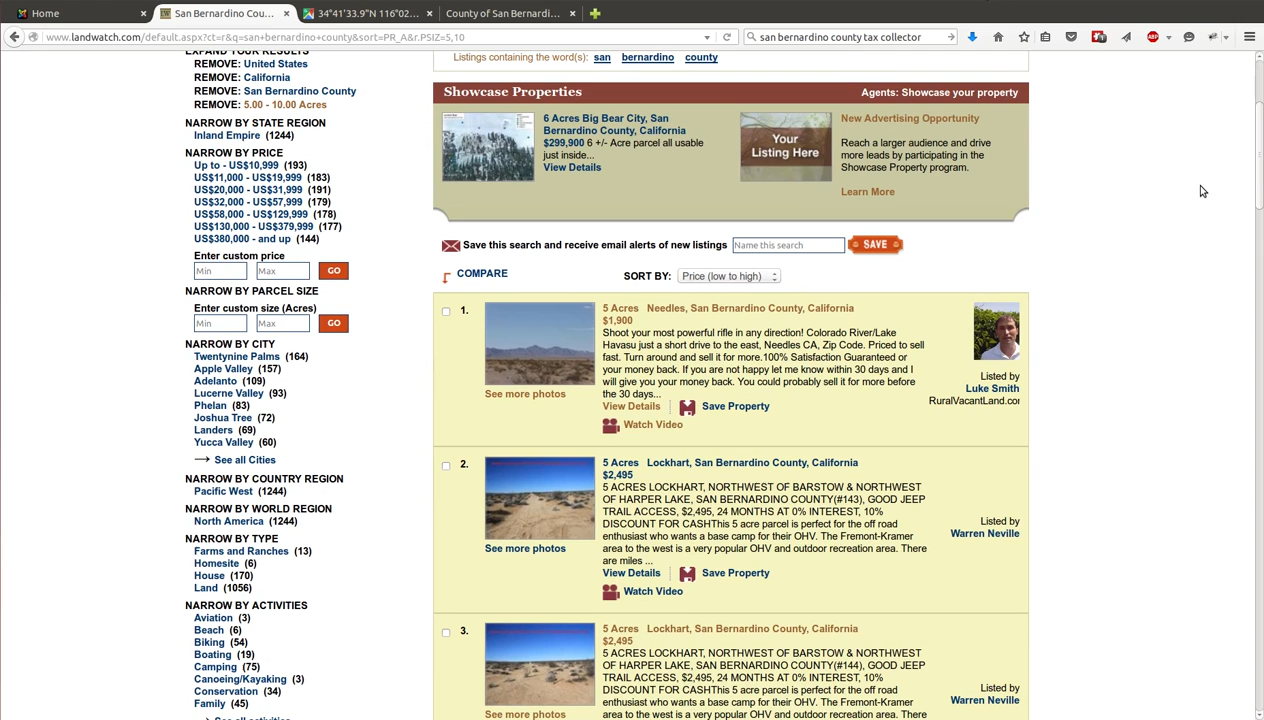 Home
San Bernardino Cou...
34°41'33.9"N 116°02...
County of San Bernardi...
www.landwatch.com/default.aspx?ct=r&q=san+bernardino+county&sort=PR_A&r.PSIZ=5,10
san bernardino county tax collector
EXPAND YOUR RESULTS
REMOVE: United States
REMOVE: California
REMOVE: San Bernardino County
REMOVE: 5.00 - 10.00 Acres
NARROW BY STATE REGION
Inland Empire (1244)
NARROW BY PRICE
Up to - US$10,999 (193)
US$11,000 - US$19,999 (183)
US$20,000 - US$31,999 (191)
US$32,000 - US$57,999 (179)
US$58,000 - US$129,999 (178)
US$130,000 - US$379,999 (177)
US$380,000 - and up (144)
Enter custom price
Min Max GO
NARROW BY PARCEL SIZE
Enter custom size (Acres)
Min Max GO
NARROW BY CITY
Twentynine Palms (164)
Apple Valley (157)
Adelanto (109)
Lucerne Valley (93)
Phelan (83)
Joshua Tree (72)
Landers (69)
Yucca Valley (60)
See all Cities
NARROW BY COUNTRY REGION
Pacific West (1244)
NARROW BY WORLD REGION
North America (1244)
NARROW BY TYPE
Farms and Ranches (13)
Homesite (6)
House (170)
Land (1056)
NARROW BY ACTIVITIES
Aviation (3)
Beach (6)
Biking (54)
Boating (19)
Camping (75)
Canoeing/Kayaking (3)
Conservation (34)
Family (45)
See all activities
Listings containing the word(s): san bernardino county
Showcase Properties
Agents: Showcase your property
6 Acres Big Bear City, San
Bernardino County, California
$299,900 6 +/- Acre parcel all usable
just inside...
View Details
Your
Listing Here
New Advertising Opportunity
Reach a larger audience and drive
more leads by participating in the
Showcase Property program.
Learn More
Save this search and receive email alerts of new listings
Name this search
SAVE
COMPARE
SORT BY: Price (low to high)
1.
5 Acres Needles, San Bernardino County, California
$1,900
Shoot your most powerful rifle in any direction! Colorado River/Lake
Havasu just a short drive to the east, Needles CA, Zip Code. Priced to sell
fast. Turn around and sell it for more.100% Satisfaction Guaranteed or
your money back. If you are not happy let me know within 30 days and I
will give you your money back. You could probably sell it for more before
the 30 days...
See more photos
View Details
Save Property
Watch Video
Listed by
Luke Smith
RuralVacantLand.com
2.
5 Acres Lockhart, San Bernardino County, California
$2,495
5 ACRES LOCKHART, NORTHWEST OF BARSTOW & NORTHWEST
OF HARPER LAKE, SAN BERNARDINO COUNTY(#143), GOOD JEEP
TRAIL ACCESS, $2,495, 24 MONTHS AT 0% INTEREST, 10%
DISCOUNT FOR CASHThis 5 acre parcel is perfect for the off road
enthusiast who wants a base camp for their OHV. The Fremont-Kramer
area to the west is a very popular OHV and outdoor recreation area. There
are miles ...
See more photos
View Details
Save Property
Watch Video
Listed by
Warren Neville
3.
5 Acres Lockhart, San Bernardino County, California
$2,495
5 ACRES LOCKHART, NORTHWEST OF BARSTOW & NORTHWEST
OF HARPER LAKE, SAN BERNARDINO COUNTY(#144), GOOD JEEP
TRAIL ACCESS, $2,495, 24 MONTHS AT 0% INTEREST, 10%
DISCOUNT FOR CASHThis 5 acre parcel is perfect for the off road
enthusiast who wants a base camp for their OHV. The Fremont-Kramer
area to the west is a very popular OHV and outdoor recreation area. There
See more photos
Listed by
Warren Neville